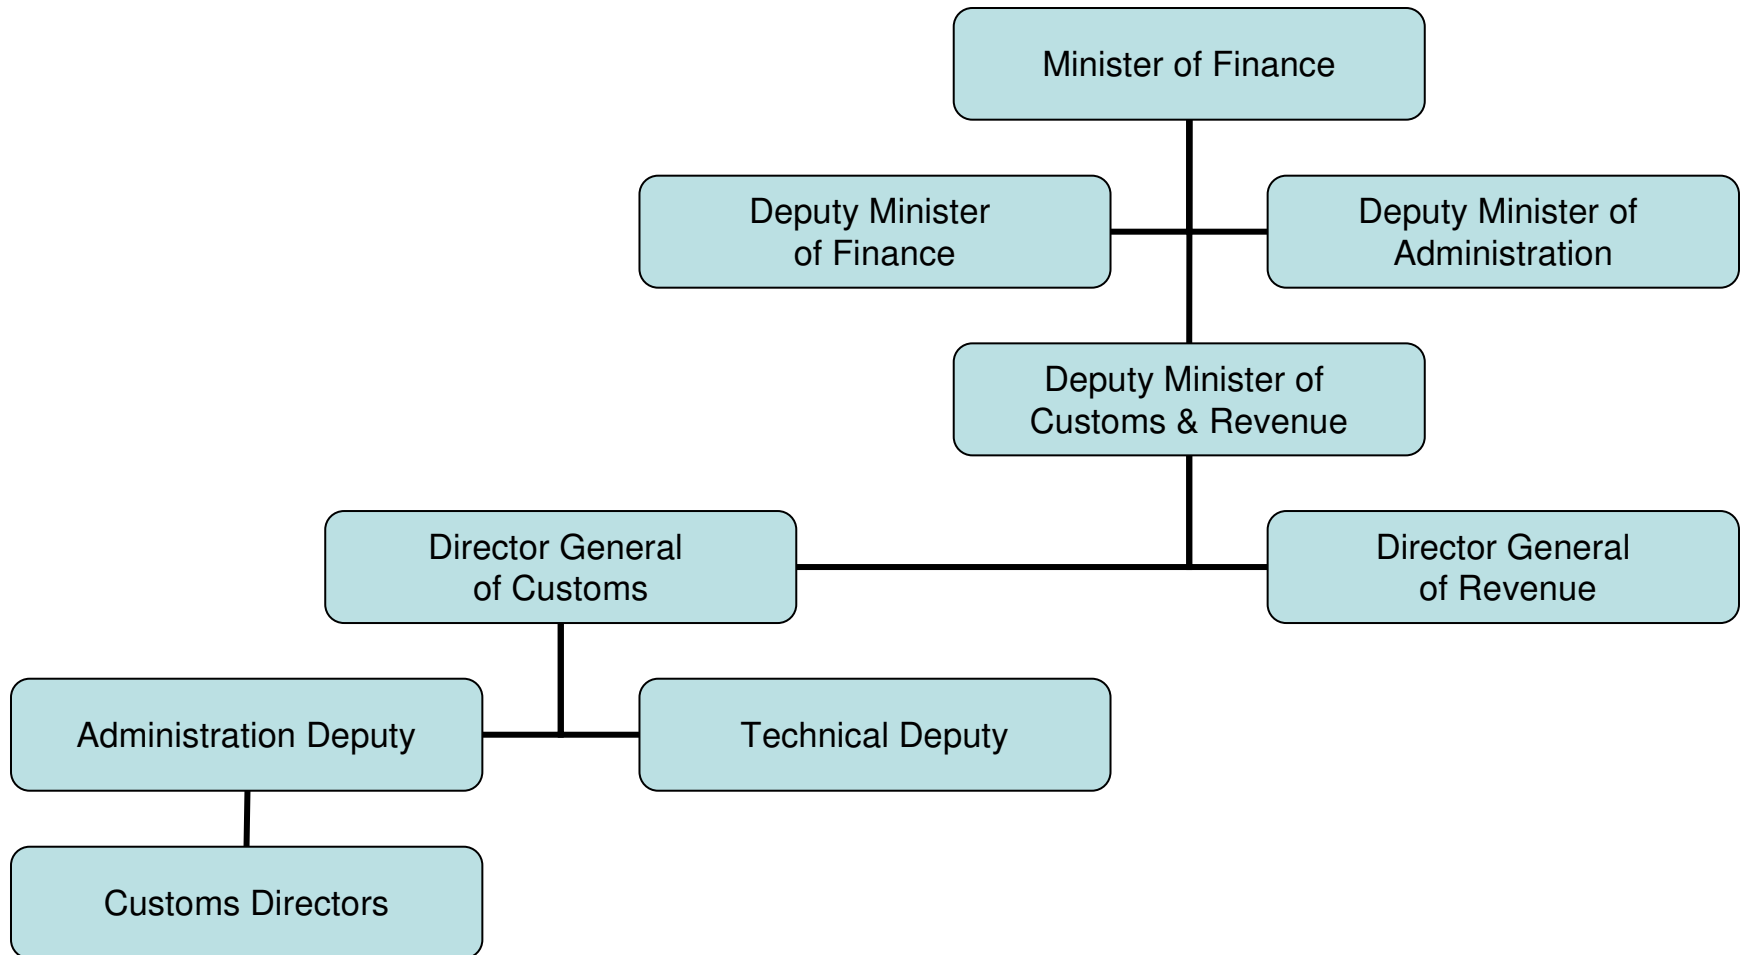 Minister of Finance
Deputy Minister
of Finance
Deputy Minister of
Administration
Deputy Minister of
Customs & Revenue
Director General
of Customs
Director General
of Revenue
Administration Deputy
Technical Deputy
Customs Directors